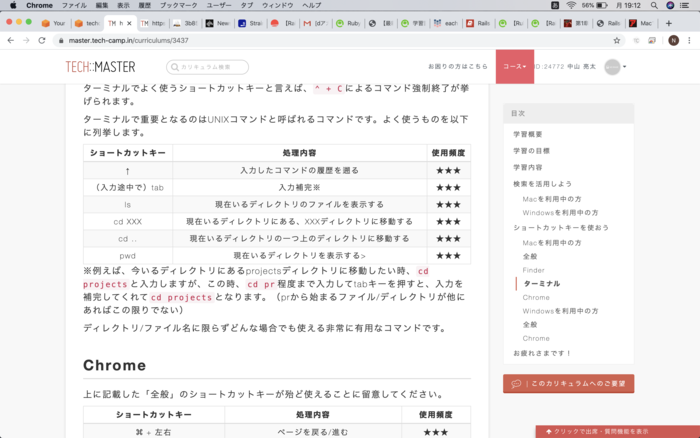 Chrome ファイル 編集 表示 履歴 ブックマーク ユーザー タブ ウィンドウ ヘルプ 56% 月 19:12
master.tech-camp.in/curriculums/3437
TECH::MASTER
カリキュラム検索
お困りの方はこちら
コース
ID:24772 中山 亮太
ターミナルでよく使うショートカットキーと言えば、 ^ + C によるコマンド強制終了が挙
げられます。
ターミナルで重要となるのはUNIXコマンドと呼ばれるコマンドです。よく使うものを以下
に列挙します。
ショートカットキー 処理内容 使用頻度
↑ 入力したコマンドの履歴を遡る ★★★
（入力途中で）tab 入力補完※ ★★★
ls 現在いるディレクトリのファイルを表示する ★★★
cd XXX 現在いるディレクトリにある、XXXディレクトリに移動する ★★★
cd .. 現在いるディレクトリの一つ上のディレクトリに移動する ★★★
pwd 現在いるディレクトリを表示する> ★★★
※例えば、今いるディレクトリにあるprojectsディレクトリに移動したい時、 cd
projects と入力しますが、この時、 cd pr 程度まで入力してtabキーを押すと、入力を
補完してくれて cd projects となります。（prから始まるファイル/ディレクトリが他に
あればこの限りでない）
ディレクトリ/ファイル名に限らずどんな場合でも使える非常に有用なコマンドです。
Chrome
上に記載した「全般」のショートカットキーが殆ど使えることに留意してください。
ショートカットキー 処理内容 使用頻度
⌘ + 左右 ページを戻る/進む ★★★
目次
学習概要
学習の目標
学習内容
検索を活用しよう
Macを利用中の方
Windowsを利用中の方
ショートカットキーを使おう
Macを利用中の方
全般
Finder
ターミナル
Chrome
Windowsを利用中の方
全般
Chrome
お疲れさまです！
このカリキュラムへのご要望
クリックで出席・質問機能を表示